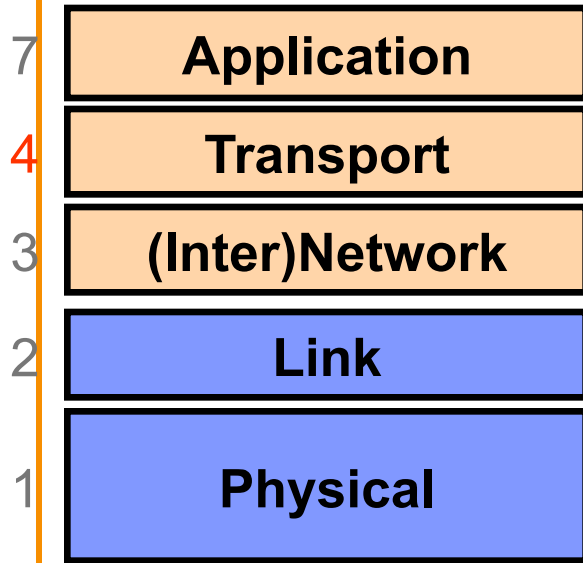 7 Application
4 Transport
3 (Inter)Network
2 Link
1 Physical